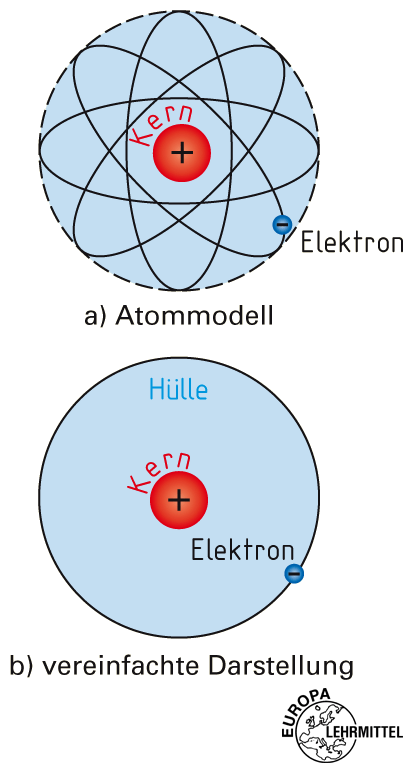 Kern
+
-
Elektron
a) Atommodell
Hülle
Kern
+
Elektron
-
b) vereinfachte Darstellung
EUROPA
LEHRMITTEL